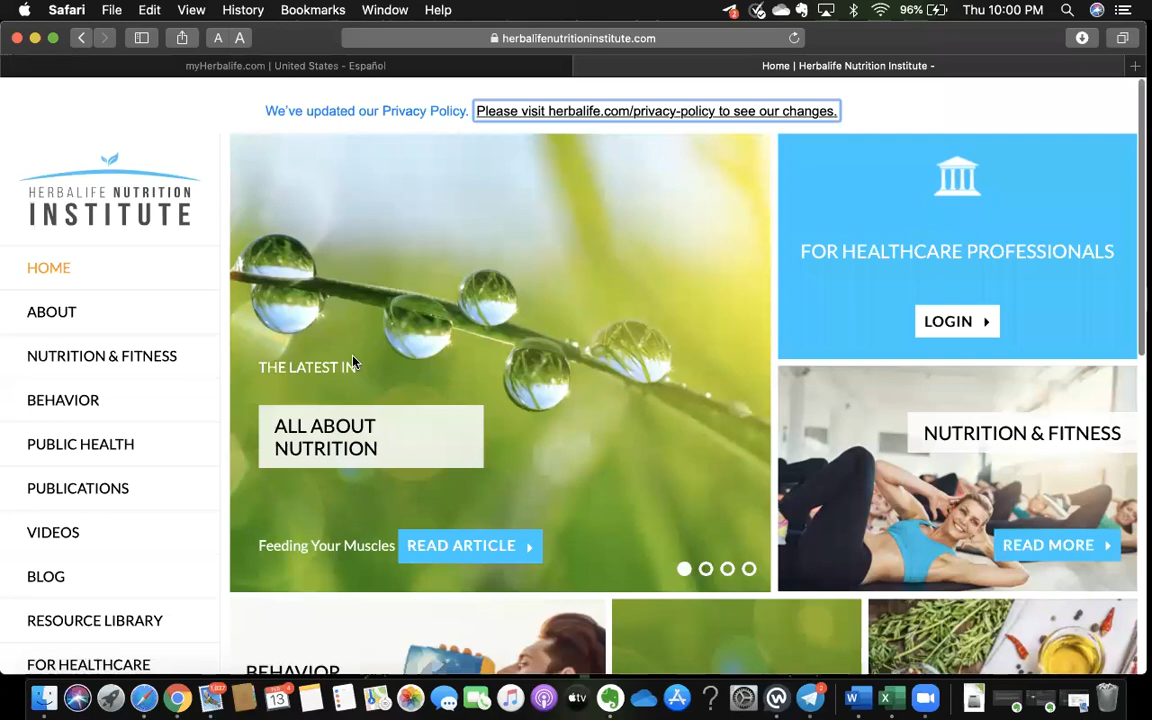 Safari File Edit View History Bookmarks Window Help 96% Thu 10:00 PM
A A herbalifenutritioninstitute.com
myHerbalife.com | United States - Español Home | Herbalife Nutrition Institute -
We've updated our Privacy Policy. Please visit herbalife.com/privacy-policy to see our changes.
HERBALIFE NUTRITION
INSTITUTE
HOME
ABOUT
NUTRITION & FITNESS
BEHAVIOR
PUBLIC HEALTH
PUBLICATIONS
VIDEOS
BLOG
RESOURCE LIBRARY
FOR HEALTHCARE
THE LATEST IN
ALL ABOUT
NUTRITION
Feeding Your Muscles READ ARTICLE
FOR HEALTHCARE PROFESSIONALS
LOGIN
NUTRITION & FITNESS
READ MORE
BEHAVIOR
13
tv